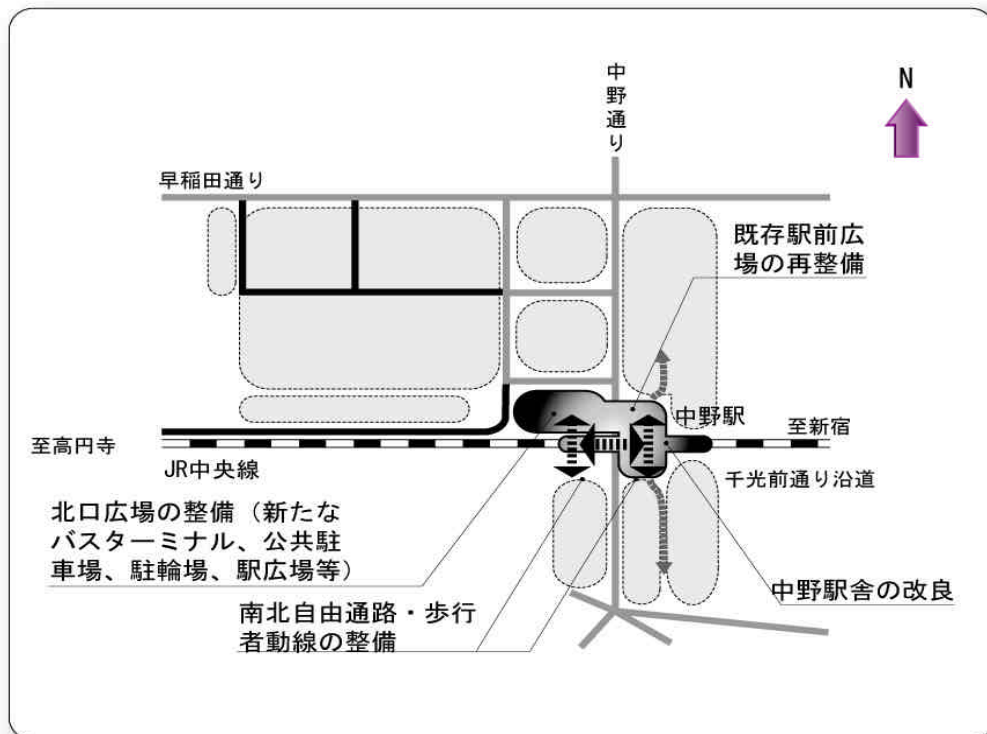 中野通り
N
早稲田通り
既存駅前広
場の再整備
中野駅
至新宿
至高円寺
JR中央線
千光前通り沿道
北口広場の整備（新たな
バスターミナル、公共駐
車場、駐輪場、駅広場等）
中野駅舎の改良
南北自由通路・歩行
者動線の整備